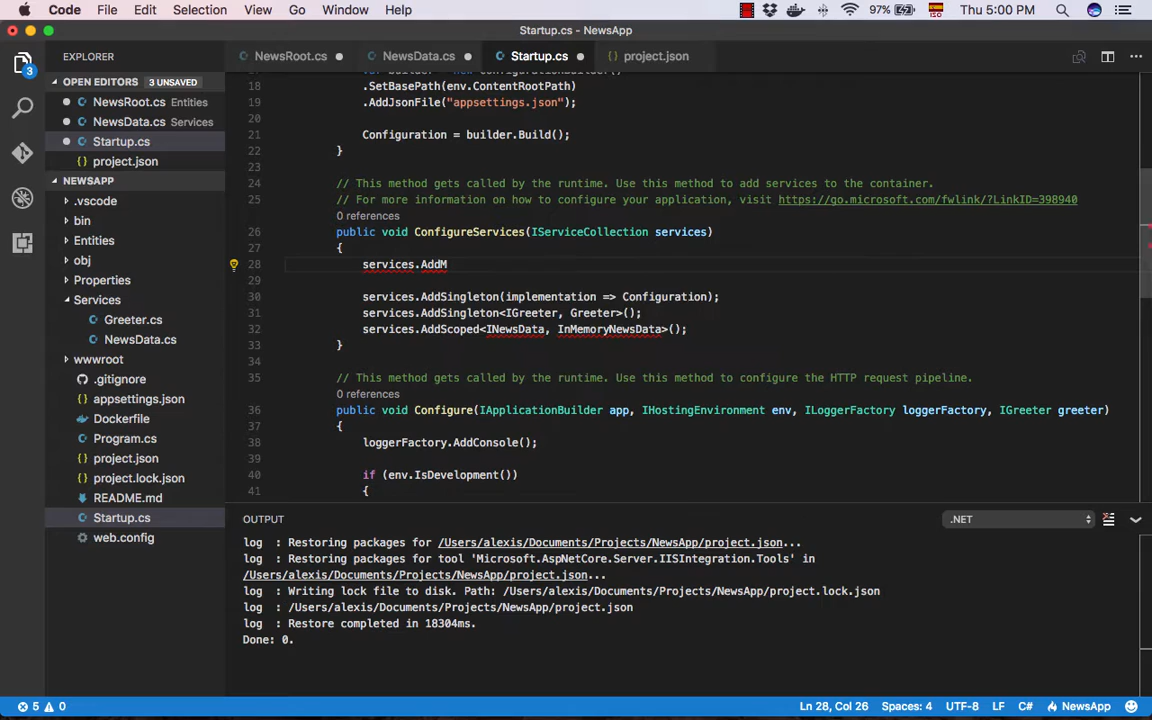 Code File Edit Selection View Go Window Help 97% ISO Thu 5:00 PM
Startup.cs - NewsApp
EXPLORER
NewsRoot.cs NewsData.cs Startup.cs {} project.json
3
OPEN EDITORS 3 UNSAVED
NewsRoot.cs Entities
NewsData.cs Services
Startup.cs
{} project.json
NEWSAPP
.vscode
bin
Entities
obj
Properties
Services
Greeter.cs
NewsData.cs
wwwroot
.gitignore
{} appsettings.json
Dockerfile
Program.cs
{} project.json
{} project.lock.json
README.md
Startup.cs
web.config
18 .SetBasePath(env.ContentRootPath)
19 .AddJsonFile("appsettings.json");
20
21 Configuration = builder.Build();
22 }
23
24 // This method gets called by the runtime. Use this method to add services to the container.
25 // For more information on how to configure your application, visit https://go.microsoft.com/fwlink/?LinkID=398940
0 references
26 public void ConfigureServices(IServiceCollection services)
27 {
28 services.AddM
29
30 services.AddSingleton(implementation => Configuration);
31 services.AddSingleton<IGreeter, Greeter>();
32 services.AddScoped<INewsData, InMemoryNewsData>();
33 }
34
35 // This method gets called by the runtime. Use this method to configure the HTTP request pipeline.
0 references
36 public void Configure(IApplicationBuilder app, IHostingEnvironment env, ILoggerFactory loggerFactory, IGreeter greeter)
37 {
38 loggerFactory.AddConsole();
39
40 if (env.IsDevelopment())
41 {
OUTPUT .NET
log : Restoring packages for /Users/alexis/Documents/Projects/NewsApp/project.json...
log : Restoring packages for tool 'Microsoft.AspNetCore.Server.IISIntegration.Tools' in
/Users/alexis/Documents/Projects/NewsApp/project.json...
log : Writing lock file to disk. Path: /Users/alexis/Documents/Projects/NewsApp/project.lock.json
log : /Users/alexis/Documents/Projects/NewsApp/project.json
log : Restore completed in 18304ms.
Done: 0.
5 0 Ln 28, Col 26 Spaces: 4 UTF-8 LF C# NewsApp